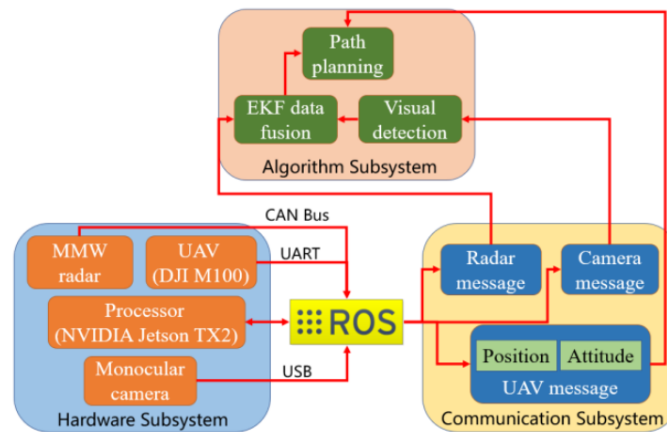 Path
planning
EKF data
fusion
Visual
detection
Algorithm Subsystem
CAN Bus
MMW
radar
UAV
(DJI M100)
UART
Processor
(NVIDIA Jetson TX2)
ROS
Monocular
camera
USB
Hardware Subsystem
Radar
message
Camera
message
Position
Attitude
UAV message
Communication Subsystem